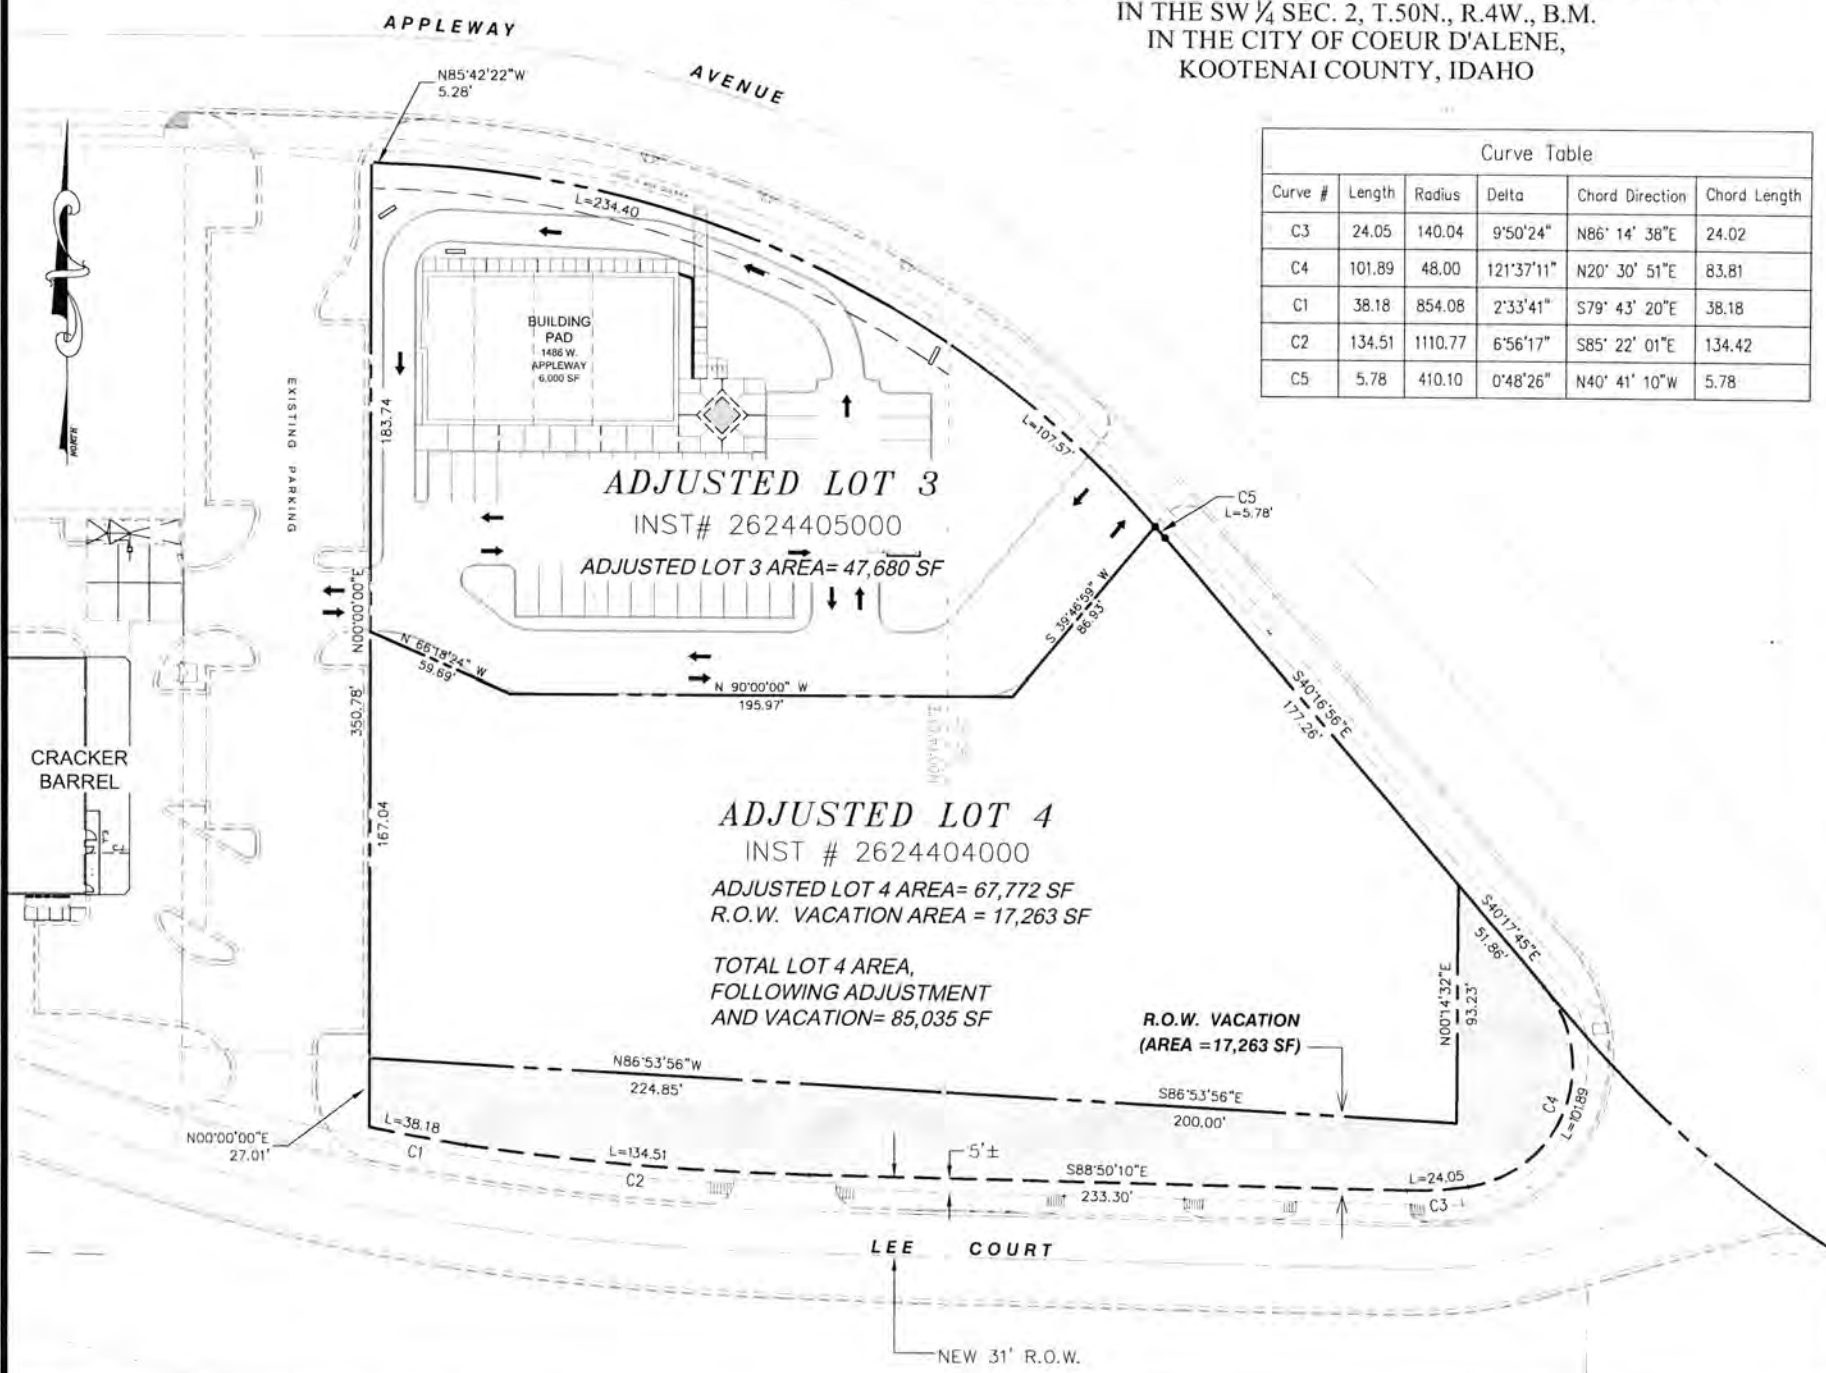 IN THE SW ¼ SEC. 2, T.50N., R.4W., B.M.
IN THE CITY OF COEUR D'ALENE,
KOOTENAI COUNTY, IDAHO
APPLEWAY
AVENUE
N85°42'22"W
5.28'
Curve Table
Curve # Length Radius Delta Chord Direction Chord Length
C3 24.05 140.04 9°50'24" N86° 14' 38"E 24.02
C4 101.89 48.00 121°37'11" N20° 30' 51"E 83.81
C1 38.18 854.08 2°33'41" S79° 43' 20"E 38.18
C2 134.51 1110.77 6°56'17" S85° 22' 01"E 134.42
C5 5.78 410.10 0°48'26" N40° 41' 10"W 5.78
L=234.40
BUILDING
PAD
1486 W.
APPLEWAY
6,000 SF
NORTH
EXISTING PARKING
183.74
L=107.57'
ADJUSTED LOT 3
INST# 2624405000
ADJUSTED LOT 3 AREA= 47,680 SF
C5
L=5.78'
N00°00'00"E
350.78'
N 66°18'24" W
59.69'
N 90°00'00" W
195.97'
S 39°46'59" W
86.93'
S40°16'56"E
177.26'
CRACKER
BARREL
167.04
ADJUSTED LOT 4
INST # 2624404000
ADJUSTED LOT 4 AREA= 67,772 SF
R.O.W. VACATION AREA = 17,263 SF
TOTAL LOT 4 AREA,
FOLLOWING ADJUSTMENT
AND VACATION= 85,035 SF
S40°17'45"E
51.86'
N00°14'32"E
93.23'
R.O.W. VACATION
(AREA =17,263 SF)
N86°53'56"W
224.85'
S86°53'56"E
200.00'
C4
L=101.89
N00°00'00"E
27.01'
L=38.18
C1
L=134.51
C2
5'±
S88°50'10"E
233.30'
L=24.05
C3
LEE COURT
NEW 31' R.O.W.